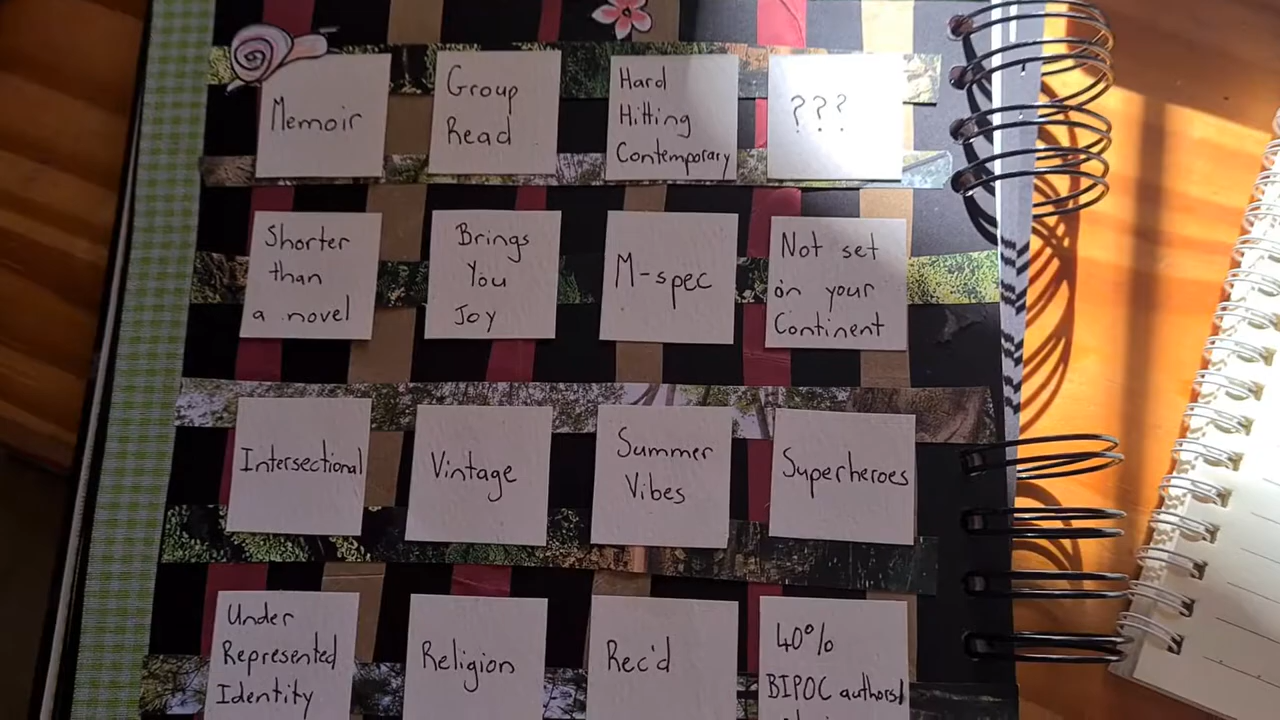 Memoir
Group
Read
Hard
Hitting
Contemporary
???
Shorter
than
a novel
Brings
You
Joy
M-spec
Not set
on your
Continent
Intersectional
Vintage
Summer
Vibes
Superheroes
Under
Represented
Identity
Religion
Rec'd
40%
BIPOC authors/